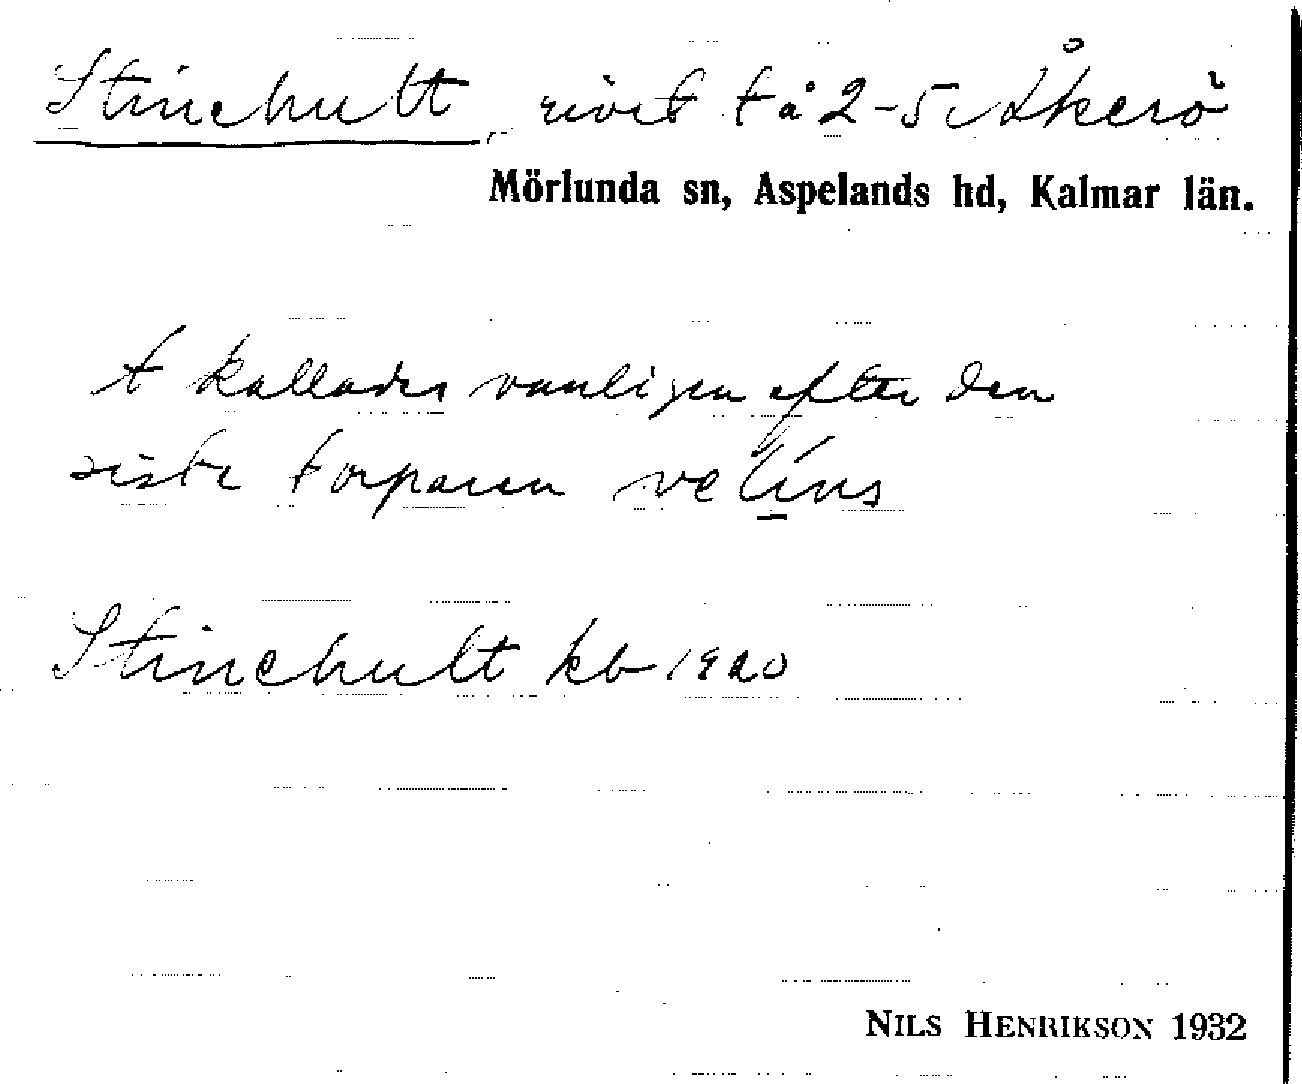 Stinehult, rivet t å 2-5 Åkerö
Mörlunda sn, Aspelands hd, Kalmar län.
t kallades vanligen efter den
siste torparen velins
Stinehult kb 1920
NILS HENRIKSON 1932